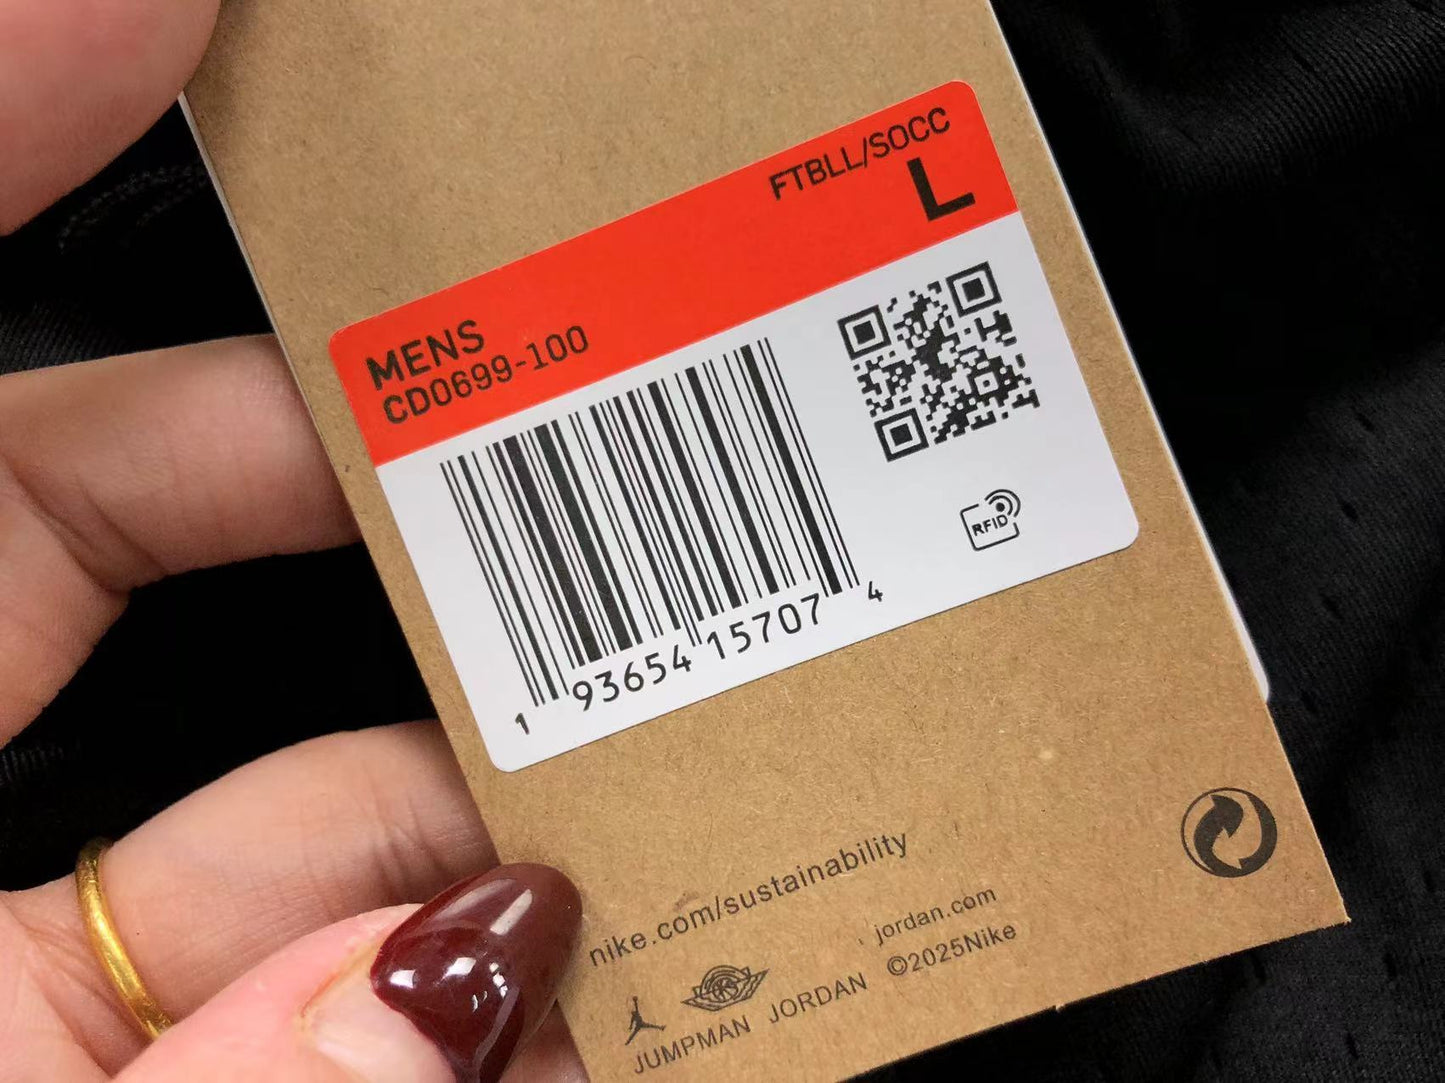 FTBLL/SOCC
L
MENS
CD0699-100
RFID
1 93654 15707 4
nike.com/sustainability
jordan.com
©2025Nike
JUMPMAN JORDAN